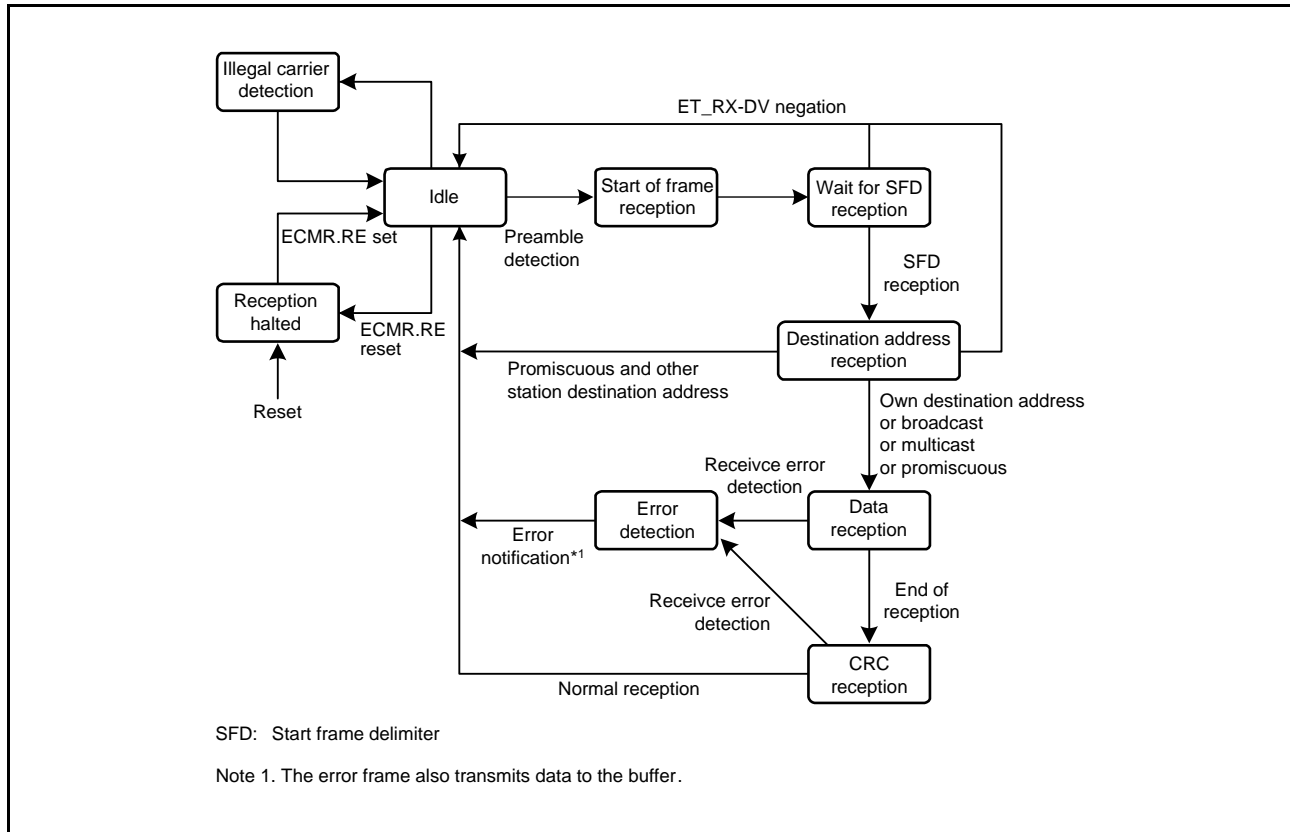 Illegal carrier
detection
ET_RX-DV negation
Idle
Start of frame
reception
Wait for SFD
reception
ECMR.RE set
Preamble
detection
SFD
reception
Reception
halted
ECMR.RE
reset
Destination address
reception
Promiscuous and other
station destination address
Reset
Own destination address
or broadcast
or multicast
or promiscuous
Receivce error
detection
Error
detection
Data
reception
Error
notification*1
End of
reception
Receivce error
detection
CRC
reception
Normal reception
SFD: Start frame delimiter
Note 1. The error frame also transmits data to the buffer.